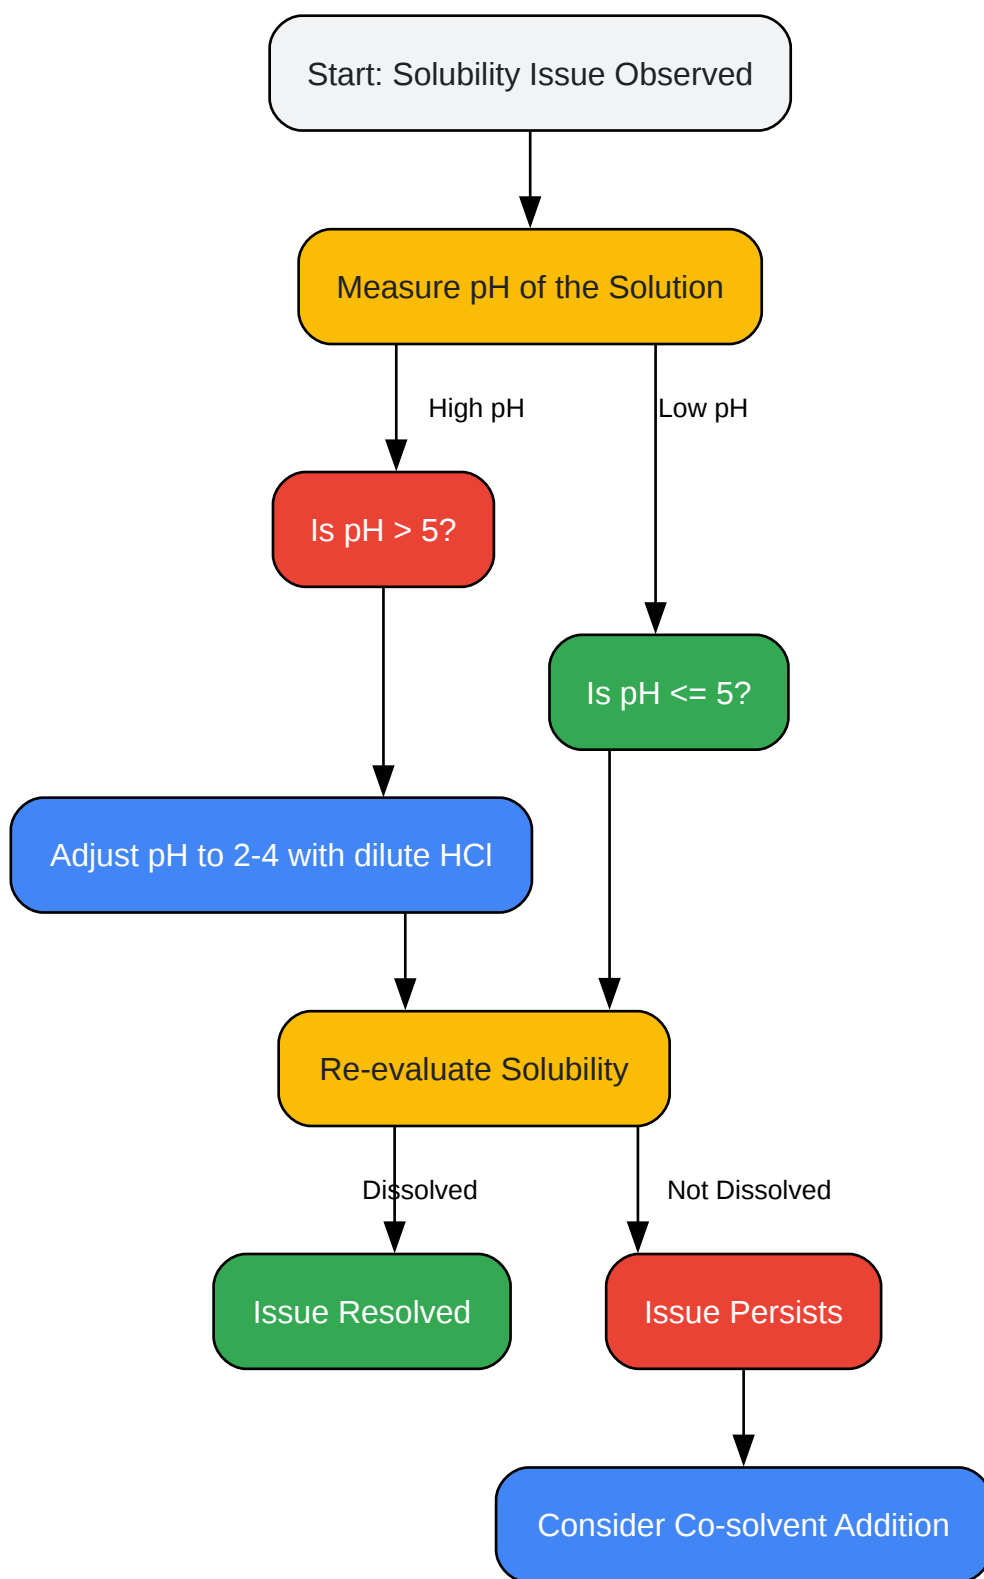 Start: Solubility Issue Observed
Measure pH of the Solution
High pH
Low pH
Is pH > 5?
Is pH <= 5?
Adjust pH to 2-4 with dilute HCl
Re-evaluate Solubility
Dissolved
Not Dissolved
Issue Resolved
Issue Persists
Consider Co-solvent Addition